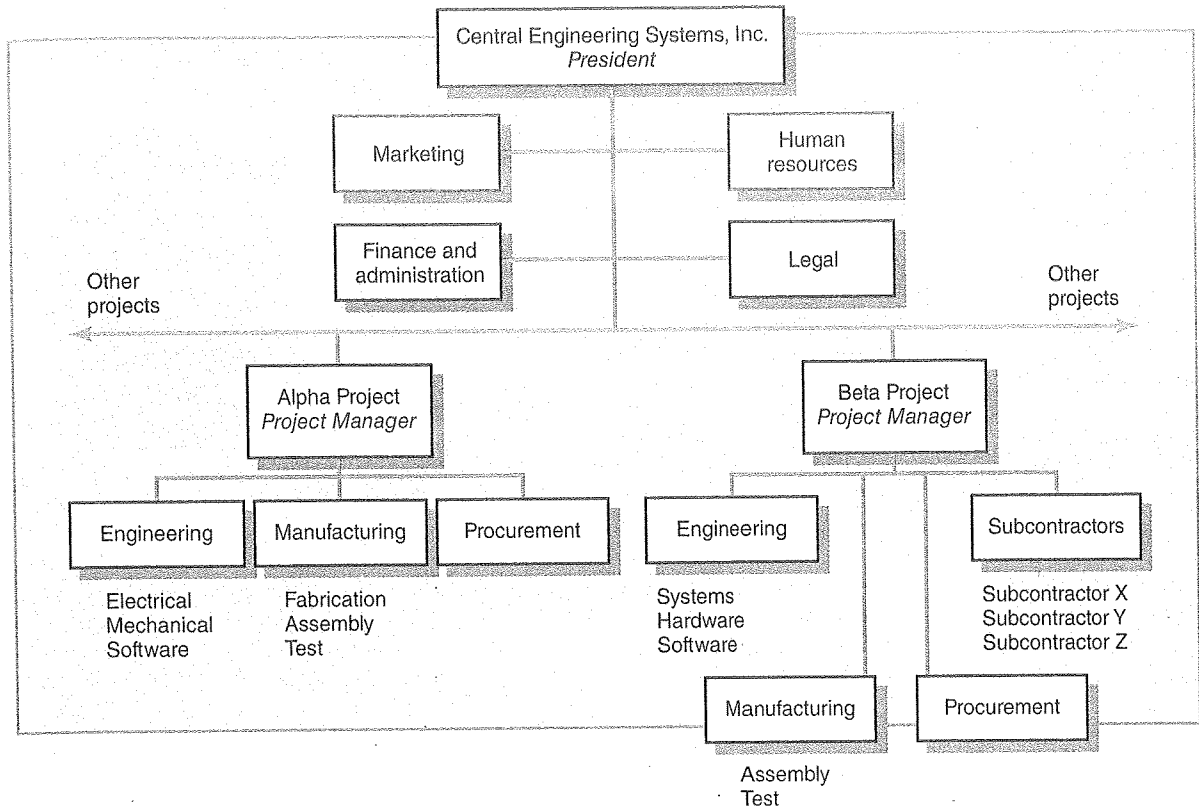 Central Engineering Systems, Inc.
President
Marketing
Human
resources
Finance and
administration
Legal
Other
projects
Other
projects
Alpha Project
Project Manager
Beta Project
Project Manager
Engineering
Manufacturing
Procurement
Engineering
Subcontractors
Electrical
Mechanical
Software
Fabrication
Assembly
Test
Systems
Hardware
Software
Subcontractor X
Subcontractor Y
Subcontractor Z
Manufacturing
Procurement
Assembly
Test